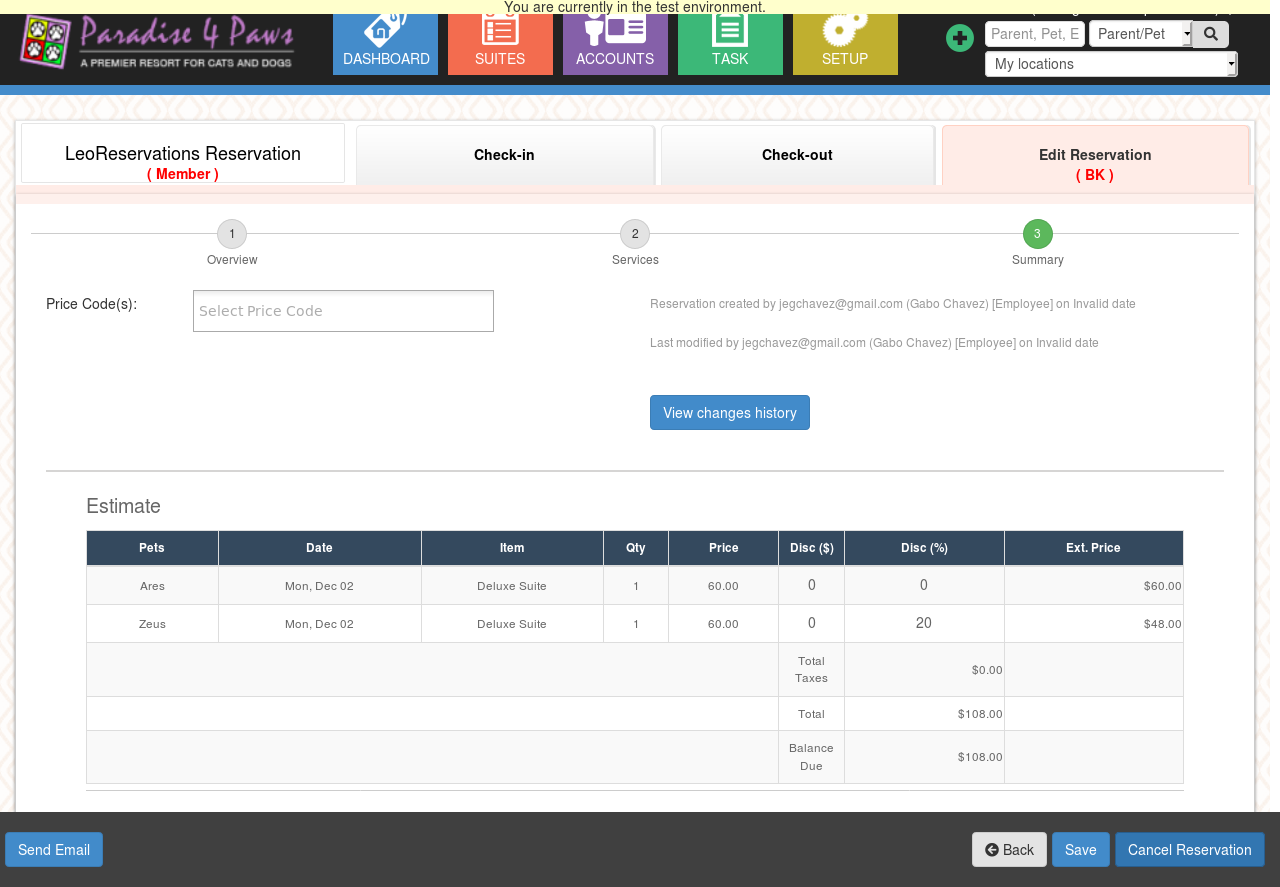 You are currently in the test environment.
Paradise 4 Paws
A PREMIER RESORT FOR CATS AND DOGS
DASHBOARD
SUITES
ACCOUNTS
TASK
SETUP
Parent, Pet, E
Parent/Pet
My locations
LeoReservations Reservation
( Member )
Check-in
Check-out
Edit Reservation
( BK )
1
Overview
2
Services
3
Summary
Price Code(s):
Select Price Code
Reservation created by jegchavez@gmail.com (Gabo Chavez) [Employee] on Invalid date
Last modified by jegchavez@gmail.com (Gabo Chavez) [Employee] on Invalid date
View changes history
Estimate
Pets Date Item Qty Price Disc ($) Disc (%) Ext. Price
Ares Mon, Dec 02 Deluxe Suite 1 60.00 0 0 $60.00
Zeus Mon, Dec 02 Deluxe Suite 1 60.00 0 20 $48.00
Total
Taxes
$0.00
Total $108.00
Balance
Due
$108.00
Send Email
Back
Save
Cancel Reservation